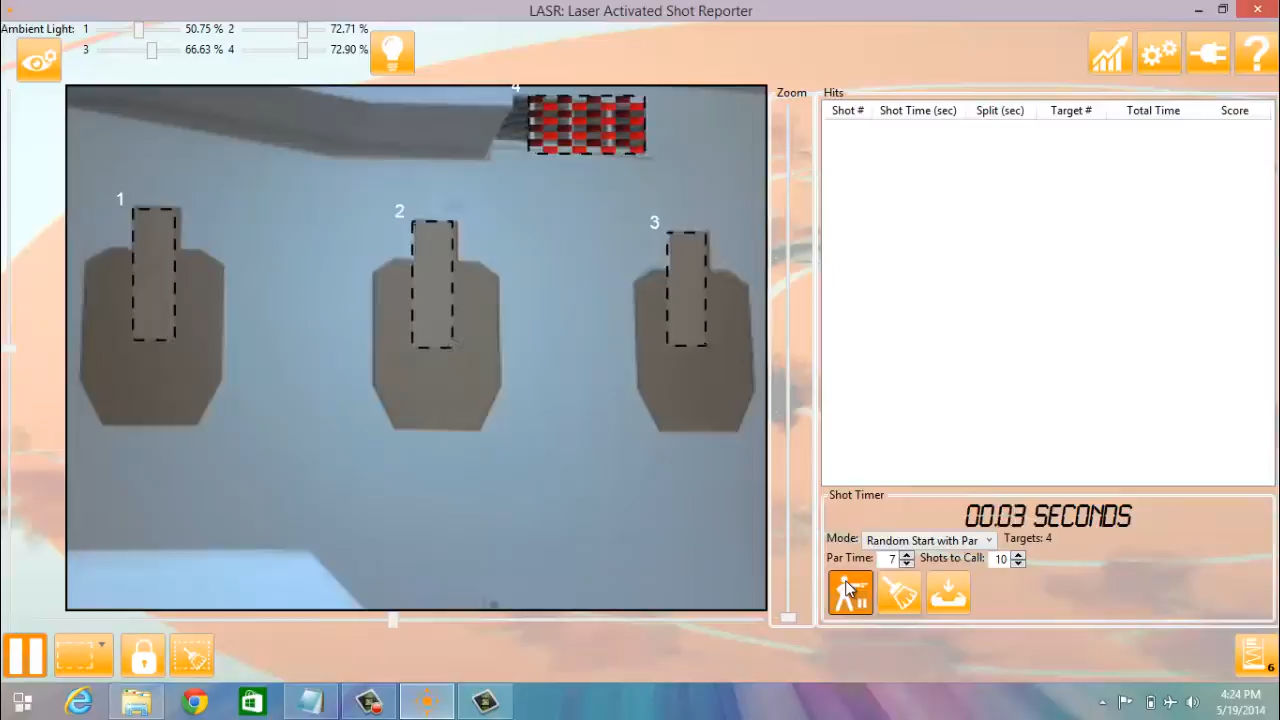 LASR: Laser Activated Shot Reporter
Ambient Light: 1 50.75 % 2 72.71 %
3 66.63 % 4 72.90 %
Zoom
Hits
Shot # Shot Time (sec) Split (sec) Target # Total Time Score
4
1
2
3
Shot Timer
00.03 SECONDS
Mode: Random Start with Par Targets: 4
Par Time: 7 Shots to Call: 10
6
4:24 PM
5/19/2014